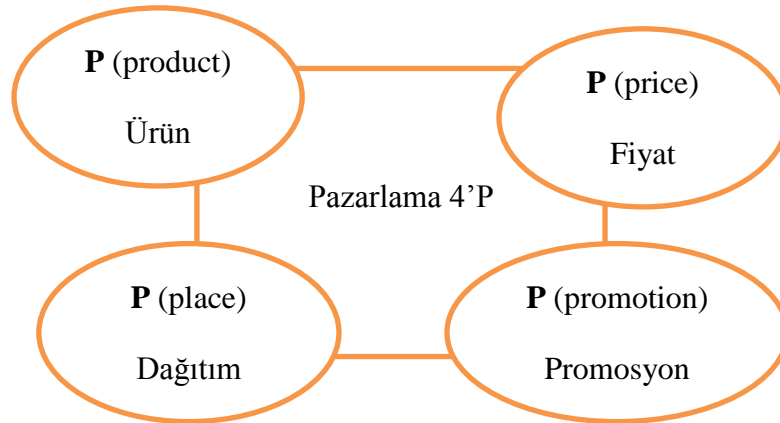 P (product)
Ürün
P (price)
Fiyat
Pazarlama 4’P
P (place)
Dağıtım
P (promotion)
Promosyon